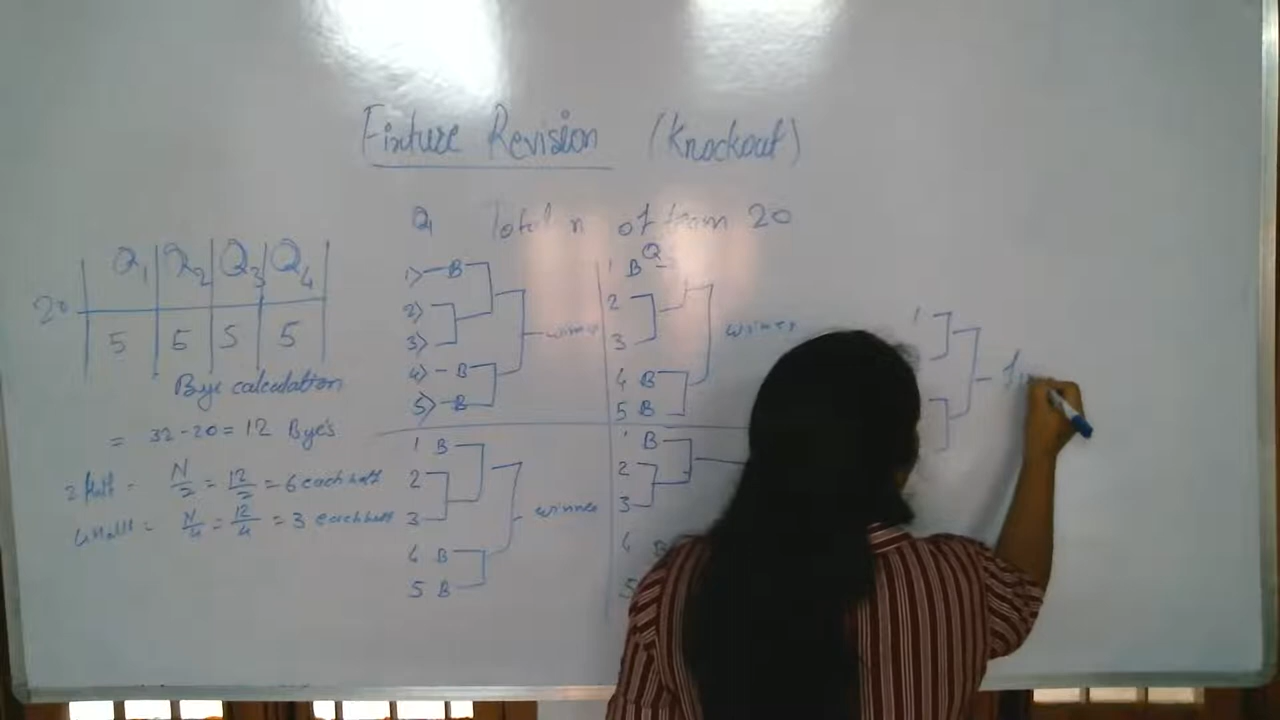 Fixture Revision (Knockout)
Q Total n of team 20
Q1 Q2 Q3 Q4
20
5 5 5 5
Bye calculation
= 32-20 = 12 Bye's
2 Half = N/2 = 12/2 = 6 each half
N/4 = 12/4 = 3 each half
1> B
2>
3>
4> - B
5> B
winner
Q
1 B
2
3
4 B
5 B
winner
1 B
2
3
4 B
5 B
winner
1 B
2
3
4 B
5
1